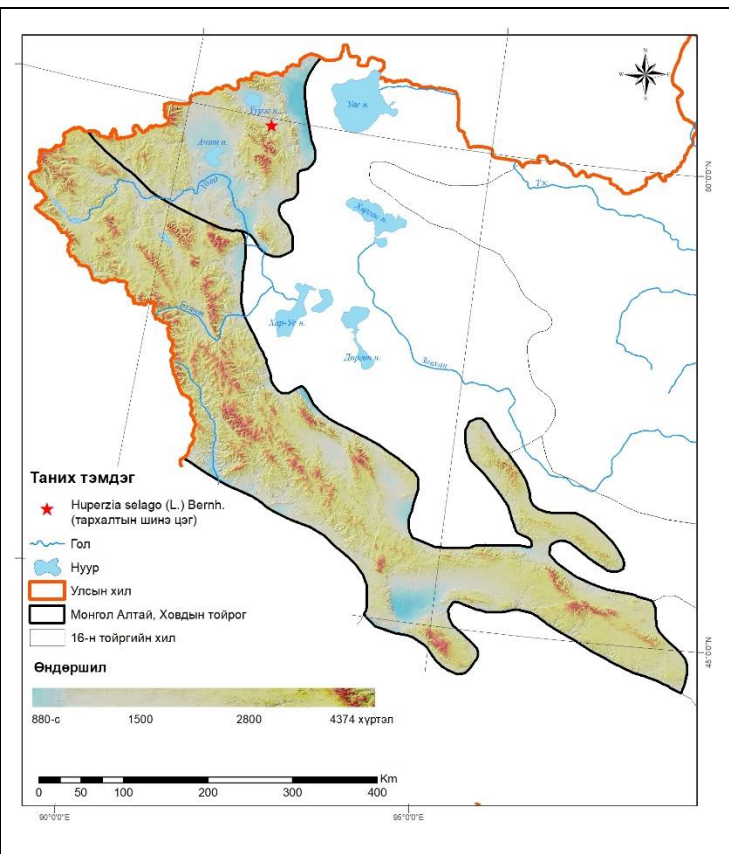 N
W
E
S
Үүрэг н.
Увс н.
Ачит н.
Ховд
Тэс
50°0'0"N
Хяргас н.
Буянт
Хар-Ус н.
Дөргөн н.
Завхан
Таних тэмдэг
Huperzia selago (L.) Bernh.
(тархалтын шинэ цэг)
Гол
Нуур
Улсын хил
Монгол Алтай, Ховдын тойрог
16-н тойргийн хил
45°0'0"N
Өндөршил
880-с 1500 2800 4374 хүртэл
Km
0 50 100 200 300 400
90°0'0"E 95°0'0"E